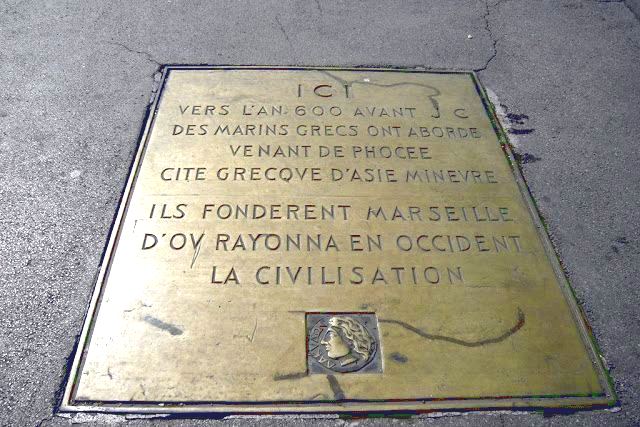 ICI
VERS L'AN 600 AVANT J C
DES MARINS GRECS ONT ABORDE
VENANT DE PHOCEE
CITE GRECQVE D'ASIE MINEVRE
ILS FONDERENT MARSEILLE
D'OV RAYONNA EN OCCIDENT
LA CIVILISATION